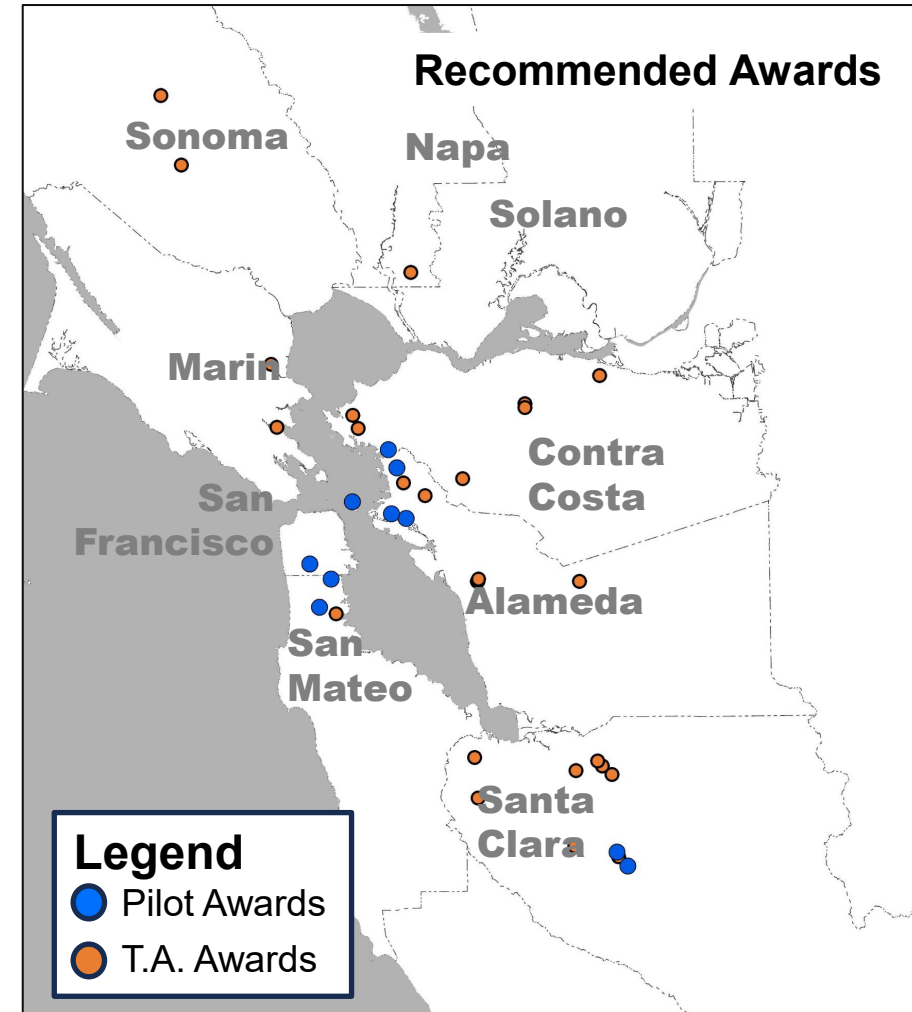 Recommended Awards
Sonoma
Napa
Solano
Marin
Contra
Costa
San
Francisco
Alameda
San
Mateo
Santa
Clara
Legend
Pilot Awards
T.A. Awards